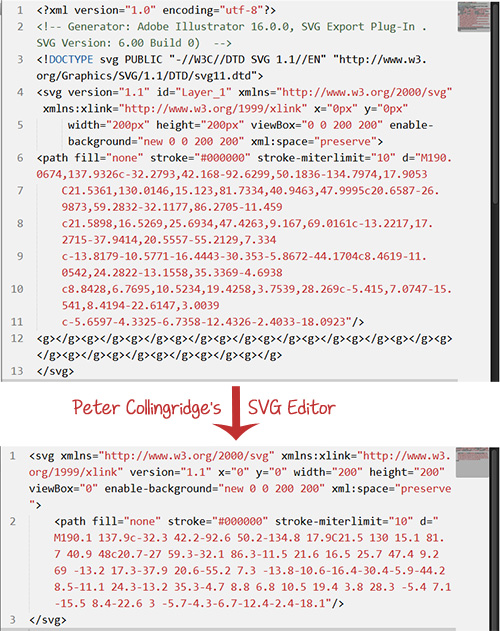 1 <?xml version="1.0" encoding="utf-8"?>
2 <!-- Generator: Adobe Illustrator 16.0.0, SVG Export Plug-In .
SVG Version: 6.00 Build 0)  -->
3 <!DOCTYPE svg PUBLIC "-//W3C//DTD SVG 1.1//EN" "http://www.w3.
org/Graphics/SVG/1.1/DTD/svg11.dtd">
4 <svg version="1.1" id="Layer_1" xmlns="http://www.w3.org/2000/svg"
xmlns:xlink="http://www.w3.org/1999/xlink" x="0px" y="0px"
5 width="200px" height="200px" viewBox="0 0 200 200" enable-
background="new 0 0 200 200" xml:space="preserve">
6 <path fill="none" stroke="#000000" stroke-miterlimit="10" d="M190.
0674,137.9326c-32.2793,42.168-92.6299,50.1836-134.7974,17.9053
7 C21.5361,130.0146,15.123,81.7334,40.9463,47.9995c20.6587-26.
9873,59.2832-32.1177,86.2705-11.459
8 c21.5898,16.5269,25.6934,47.4263,9.167,69.0161c-13.2217,17.
2715-37.9414,20.5557-55.2129,7.334
9 c-13.8179-10.5771-16.4443-30.353-5.8672-44.1704c8.4619-11.
0542,24.2822-13.1558,35.3369-4.6938
10 c8.8428,6.7695,10.5234,19.4258,3.7539,28.269c-5.415,7.0747-15.
541,8.4194-22.6147,3.0039
11 c-5.6597-4.3325-6.7358-12.4326-2.4033-18.0923"/>
12 <g></g><g></g><g></g><g></g><g></g><g></g><g></g><g></g><g>
</g><g></g><g></g><g></g><g></g><g></g><g></g>
13 </svg>
Peter Collingridge's SVG Editor
1 <svg xmlns="http://www.w3.org/2000/svg" xmlns:xlink="http://www.w3.
org/1999/xlink" version="1.1" x="0" y="0" width="200" height="200"
viewBox="0" enable-background="new 0 0 200 200" xml:space="preserve
">
2 <path fill="none" stroke="#000000" stroke-miterlimit="10" d="
M190.1 137.9c-32.3 42.2-92.6 50.2-134.8 17.9C21.5 130 15.1 81.
7 40.9 48c20.7-27 59.3-32.1 86.3-11.5 21.6 16.5 25.7 47.4 9.2
69 -13.2 17.3-37.9 20.6-55.2 7.3 -13.8-10.6-16.4-30.4-5.9-44.2
8.5-11.1 24.3-13.2 35.3-4.7 8.8 6.8 10.5 19.4 3.8 28.3 -5.4 7.1
-15.5 8.4-22.6 3 -5.7-4.3-6.7-12.4-2.4-18.1"/>
3 </svg>